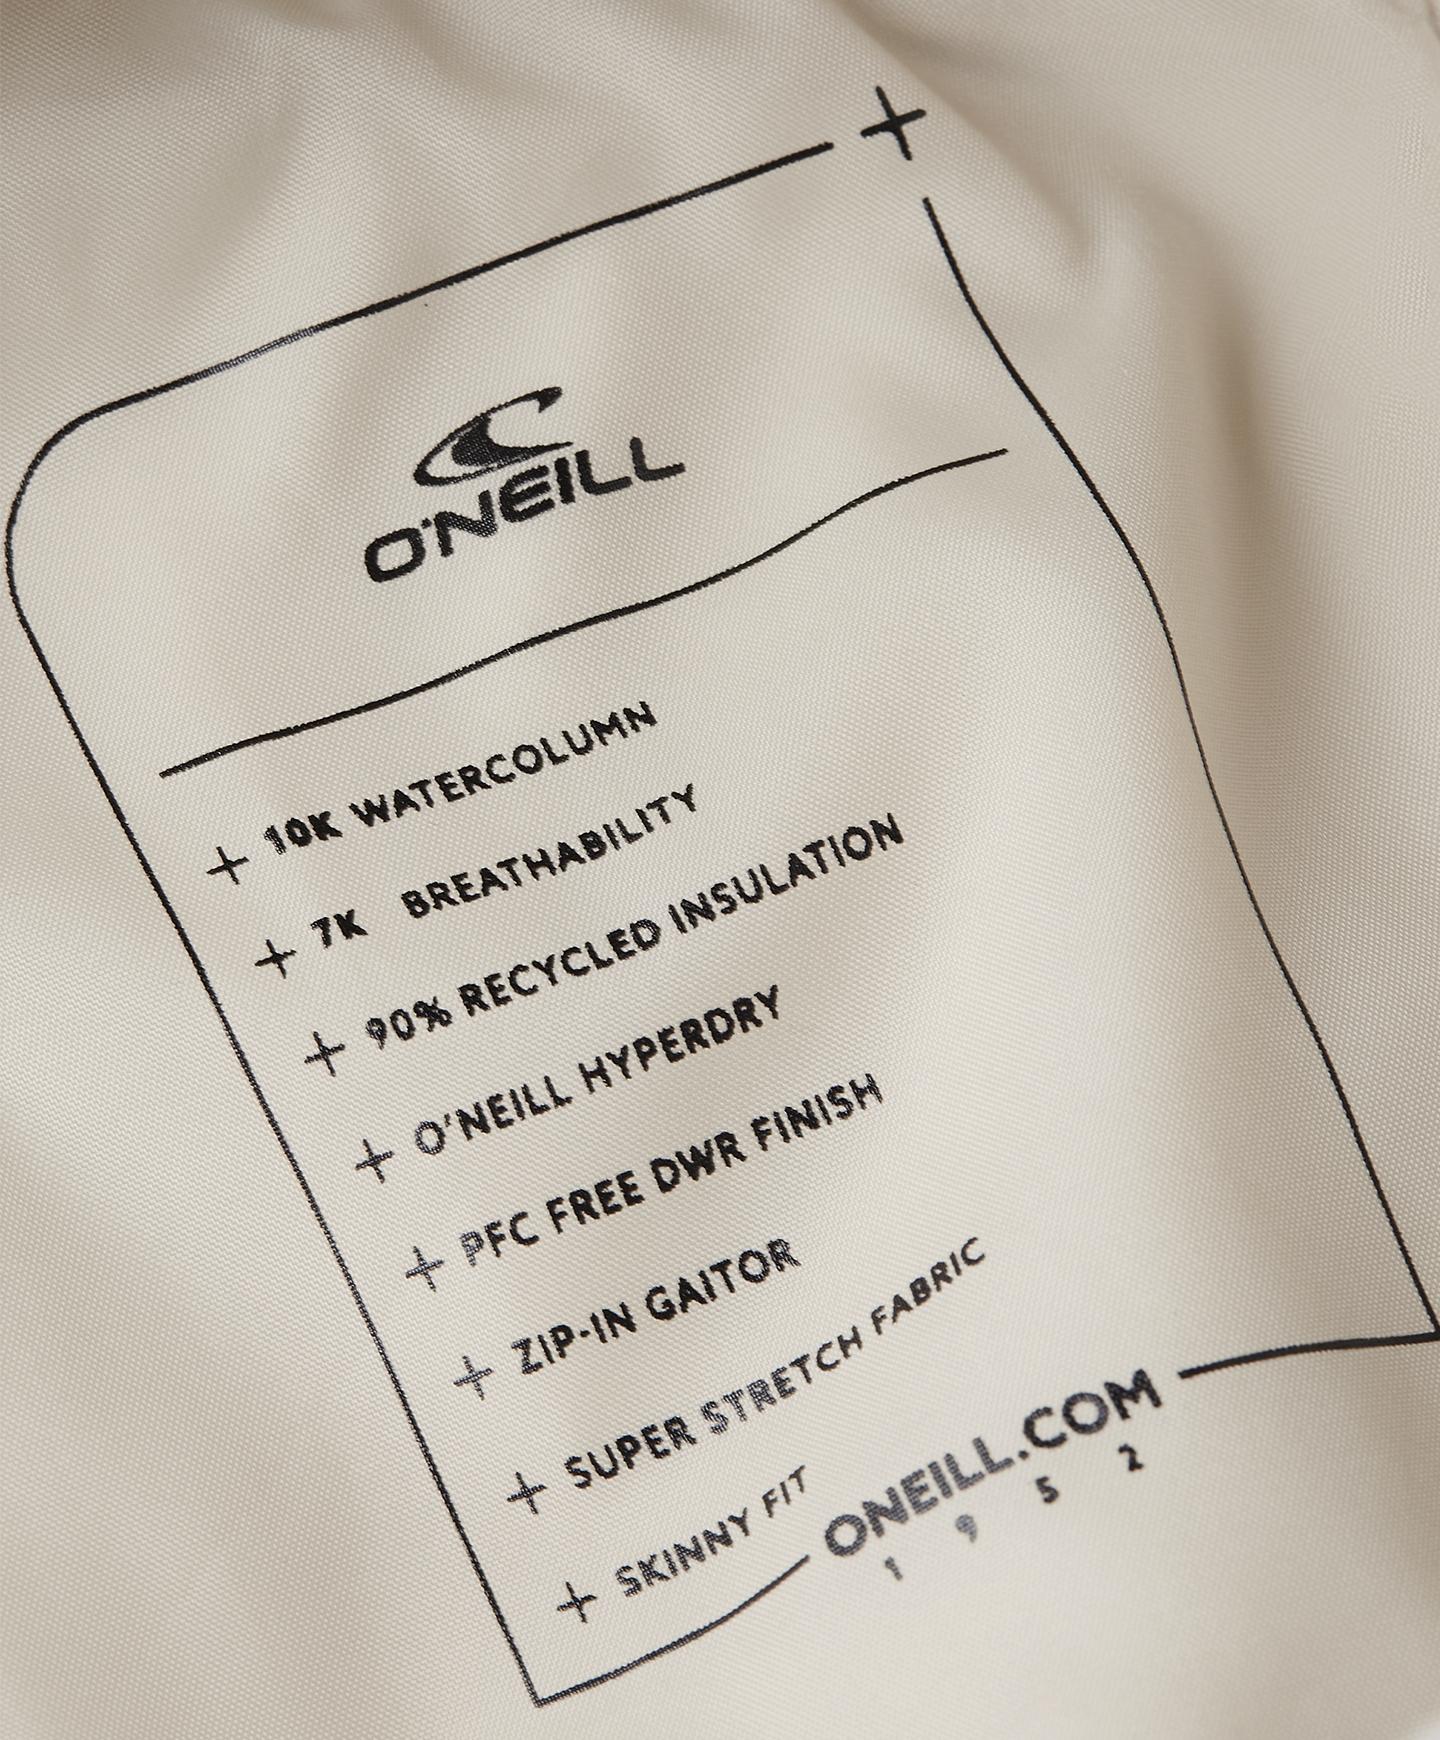 O'NEILL
+ 10K WATERCOLUMN
+ 7K BREATHABILITY
+ 90% RECYCLED INSULATION
+ O'NEILL HYPERDRY
+ PFC FREE DWR FINISH
+ ZIP-IN GAITOR
+ SUPER STRETCH FABRIC
+ SKINNY FIT
ONEILL.COM
1 9 5 2